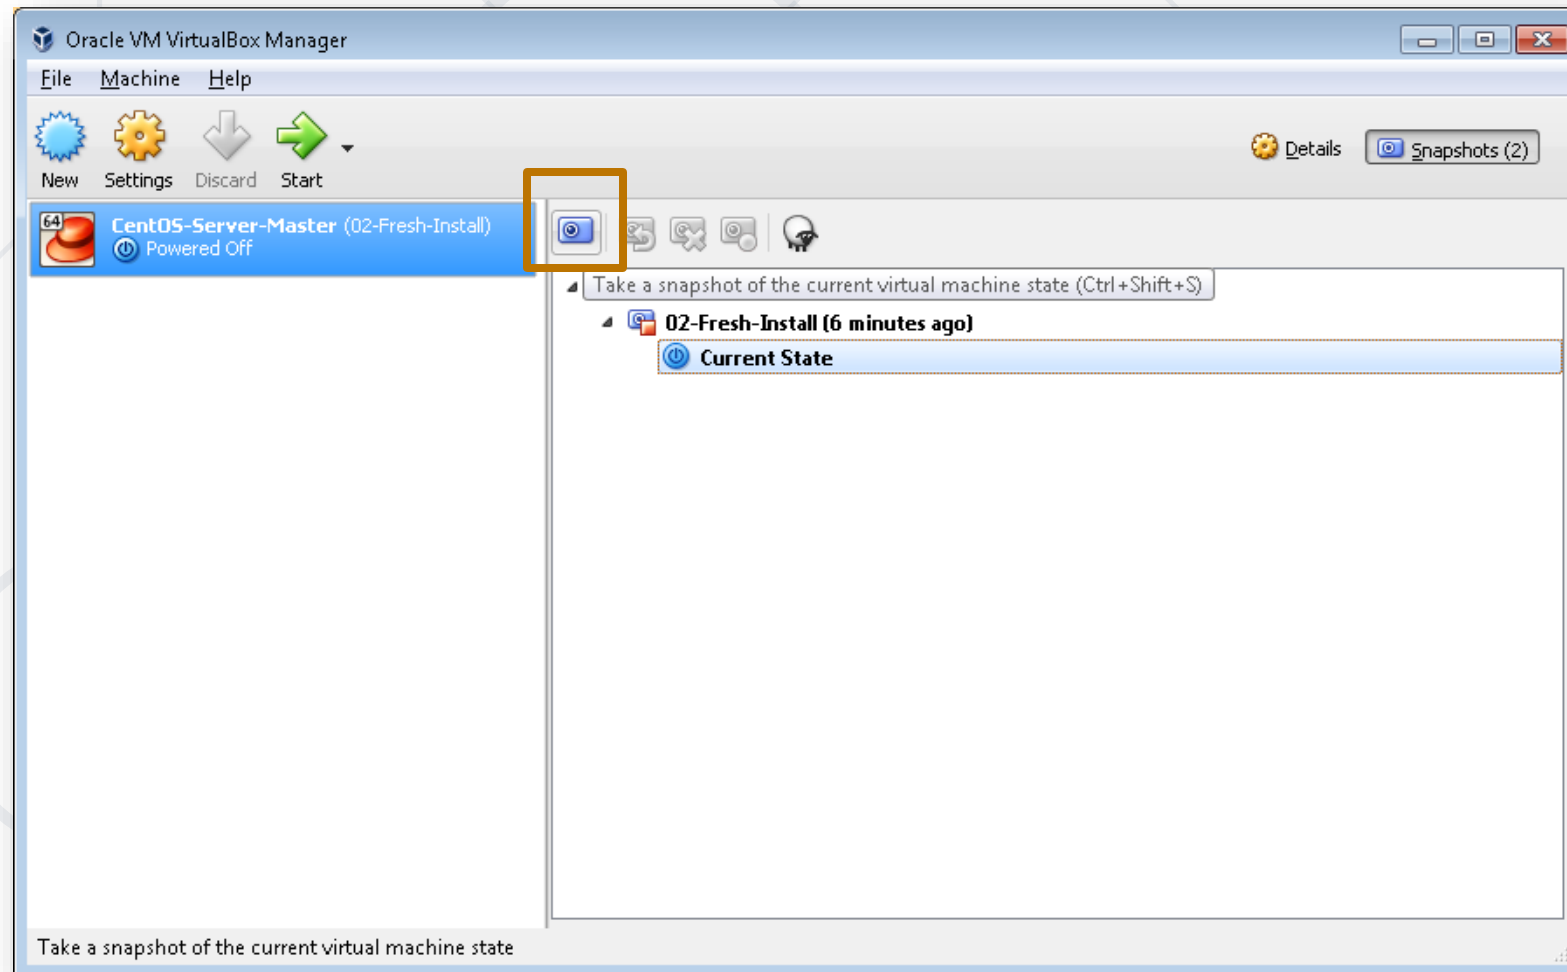 Oracle VM VirtualBox Manager
File Machine Help
New Settings Discard Start
Details Snapshots (2)
64 CentOS-Server-Master (02-Fresh-Install)
Powered Off
Take a snapshot of the current virtual machine state (Ctrl+Shift+S)
02-Fresh-Install (6 minutes ago)
Current State
Take a snapshot of the current virtual machine state